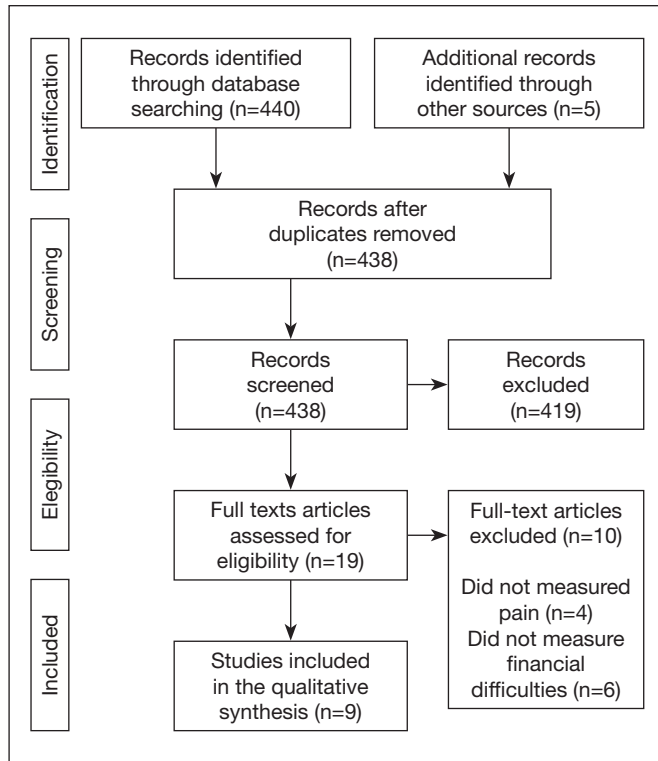 Identification
Records identified
through database
searching (n=440)
Additional records
identified through
other sources (n=5)
Screening
Records after
duplicates removed
(n=438)
Records
screened
(n=438)
Records
excluded
(n=419)
Elegibility
Full texts articles
assessed for
eligibility (n=19)
Full-text articles
excluded (n=10)
Did not measured
pain (n=4)
Did not measure
financial
difficulties (n=6)
Included
Studies included
in the qualitative
synthesis (n=9)